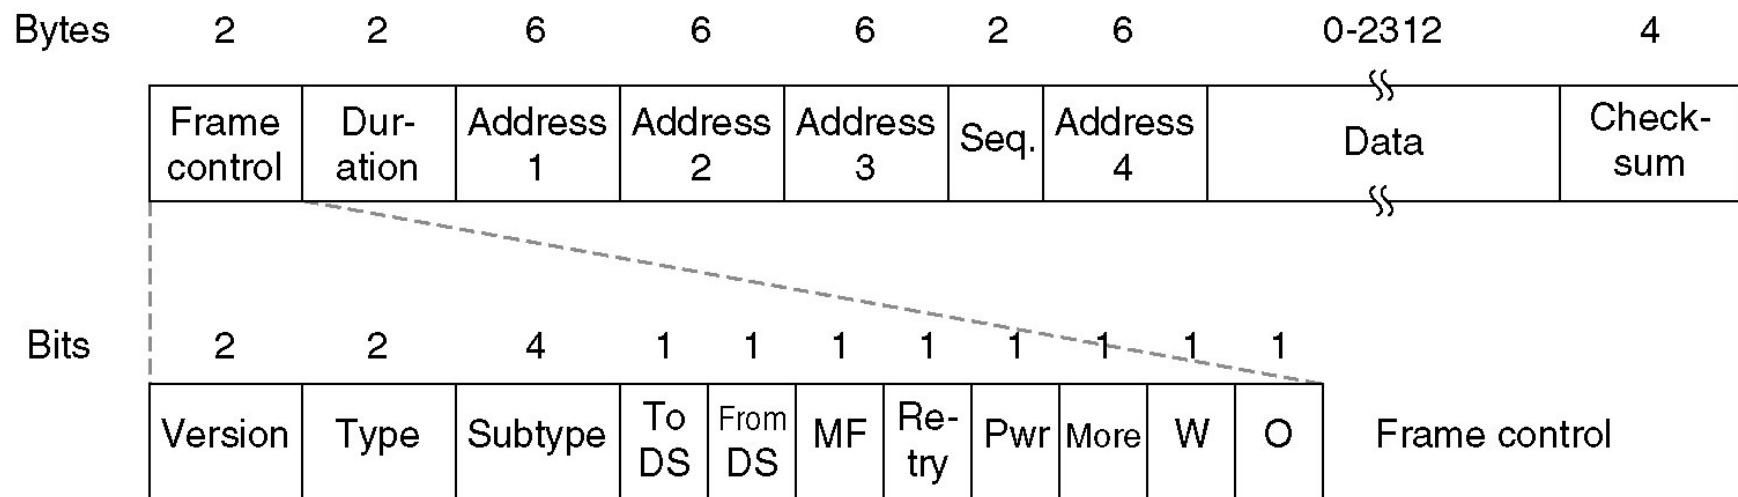 Bytes 2 2 6 6 6 2 6 0-2312 4
Frame control
Dur-ation
Address 1
Address 2
Address 3
Seq.
Address 4
Data
Check-sum
Bits 2 2 4 1 1 1 1 1 1 1 1
Version
Type
Subtype
To DS
From DS
MF
Re-try
Pwr
More
W
O
Frame control